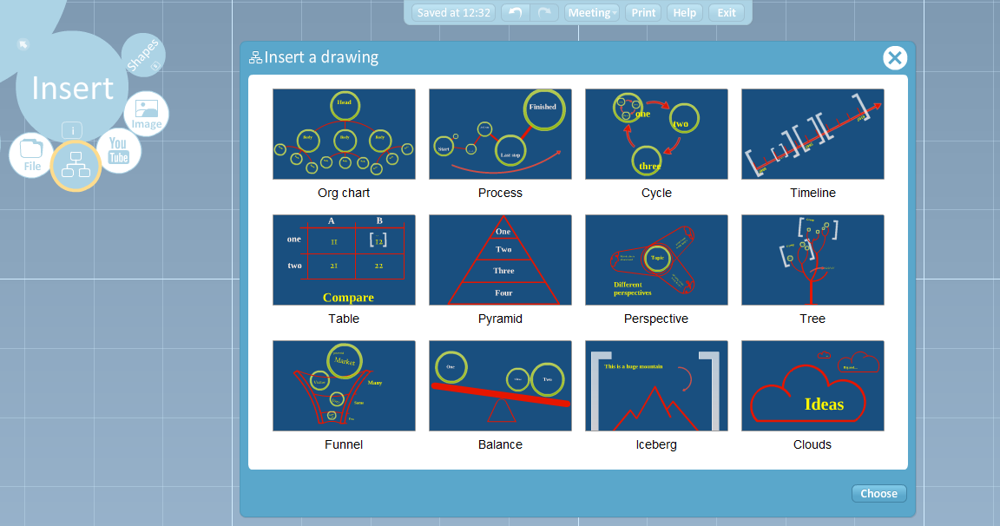 Saved at 12:32
Meeting
Print
Help
Exit
Shapes
Insert
Image
i
File
You
Tube
Insert a drawing
Head
Body
Body
Body
Org chart
Finished
Start
Last step
Process
one
two
three
Cycle
Timeline
A
B
one
11
12
two
21
22
Compare
Table
One
Two
Three
Four
Pyramid
Topic
Different
perspectives
Perspective
Tree
Market
Many
Some
Funnel
One
Two
Balance
This is a huge mountain
Iceberg
Ideas
Clouds
Choose